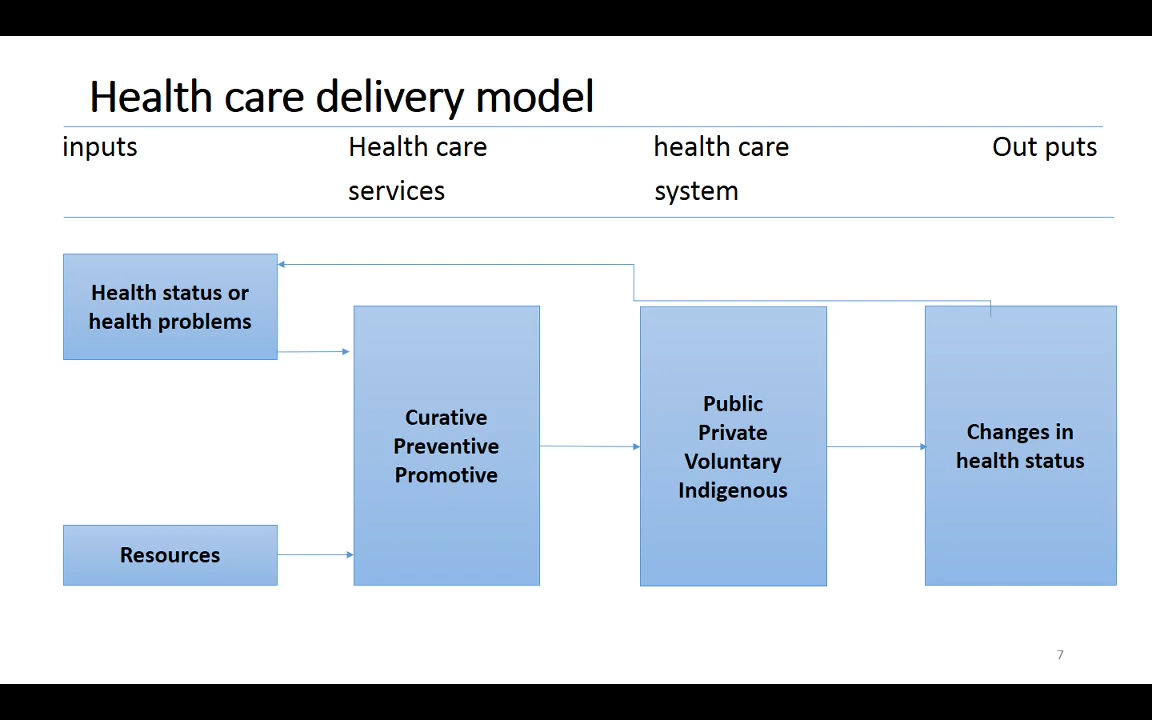 Health care delivery model
inputs
Health care
services
health care
system
Out puts
Health status or
health problems
Curative
Preventive
Promotive
Public
Private
Voluntary
Indigenous
Changes in
health status
Resources
7